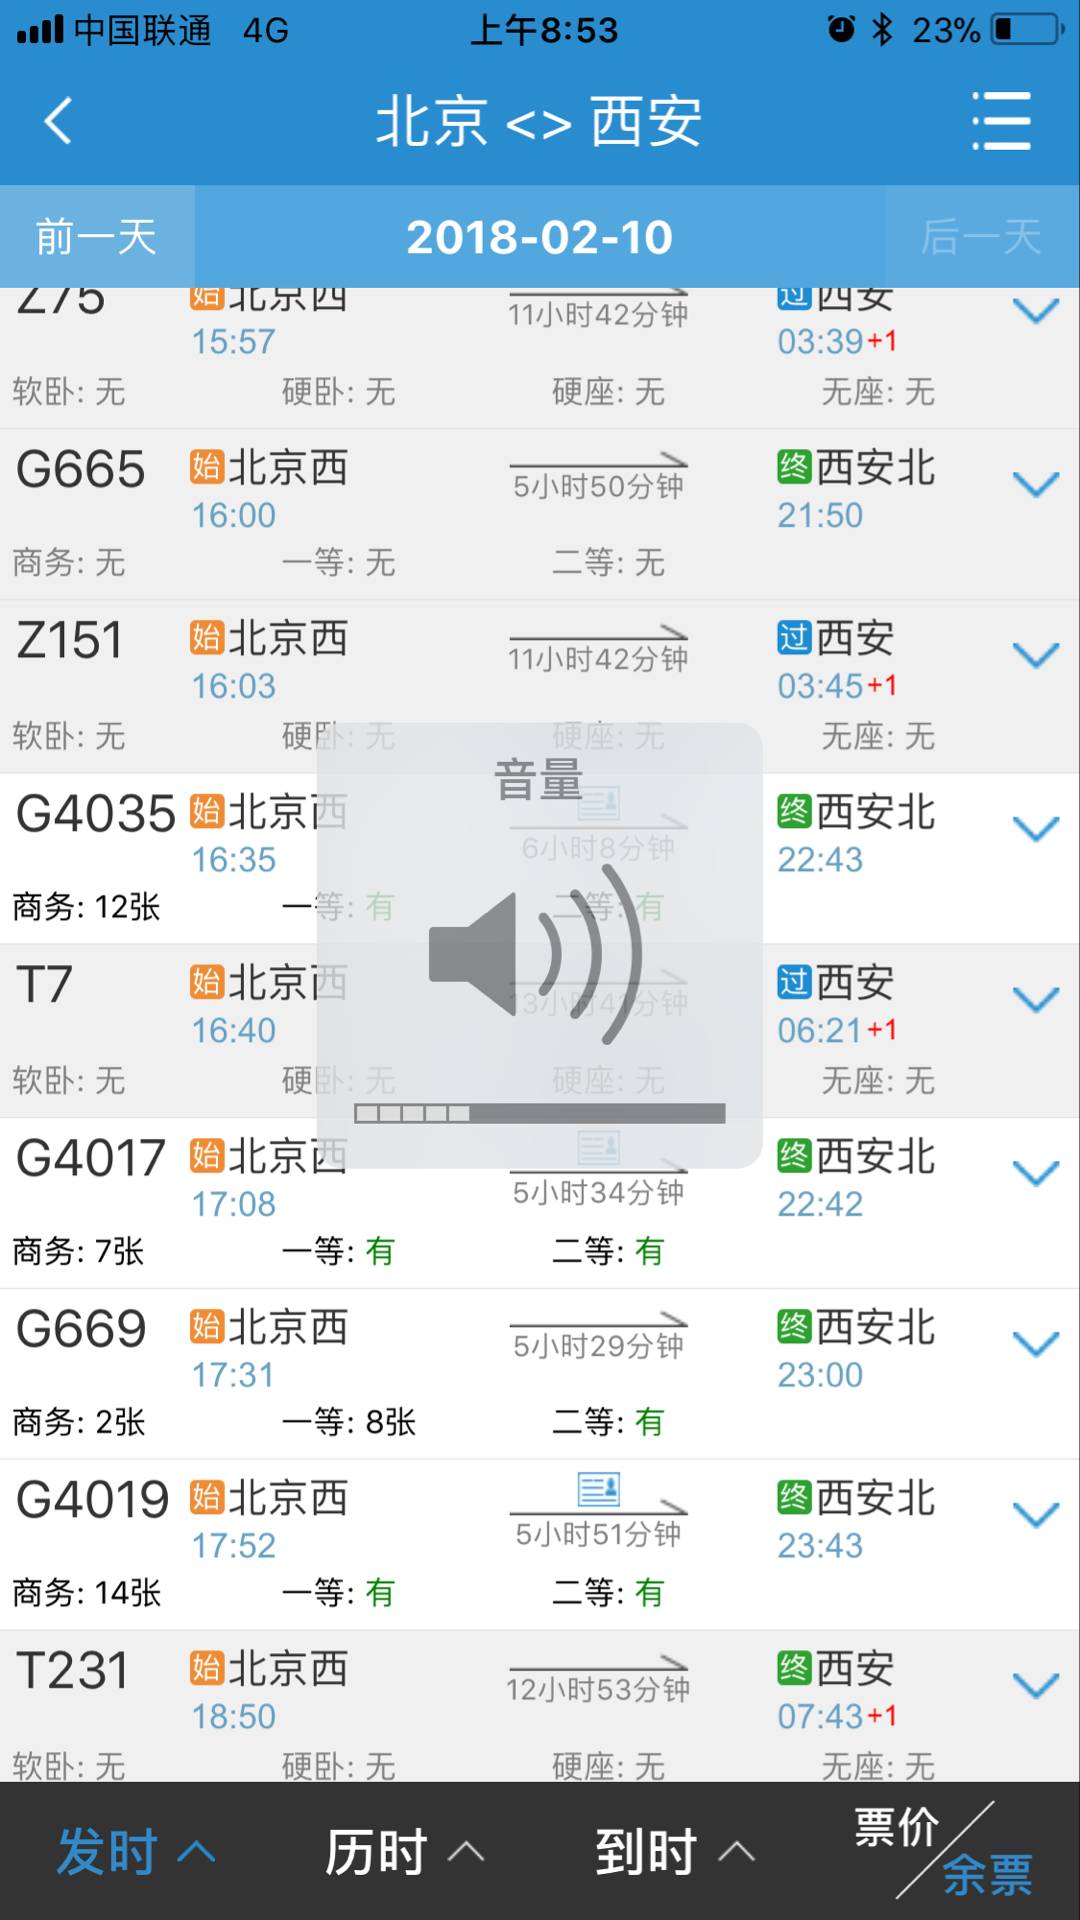 中国联通 4G 上午8:53 23%
北京 <> 西安
前一天 2018-02-10 后一天
Z75 始北京西 11小时42分钟 过西安
15:57 03:39+1
软卧: 无 硬卧: 无 硬座: 无 无座: 无
G665 始北京西 5小时50分钟 终西安北
16:00 21:50
商务: 无 一等: 无 二等: 无
Z151 始北京西 11小时42分钟 过西安
16:03 03:45+1
软卧: 无 硬卧: 无 硬座: 无 无座: 无
音量
G4035 始北京西 6小时8分钟 终西安北
16:35 22:43
商务: 12张 一等: 有 二等: 有
T7 始北京西 13小时41分钟 过西安
16:40 06:21+1
软卧: 无 硬卧: 无 硬座: 无 无座: 无
G4017 始北京西 5小时34分钟 终西安北
17:08 22:42
商务: 7张 一等: 有 二等: 有
G669 始北京西 5小时29分钟 终西安北
17:31 23:00
商务: 2张 一等: 8张 二等: 有
G4019 始北京西 5小时51分钟 终西安北
17:52 23:43
商务: 14张 一等: 有 二等: 有
T231 始北京西 12小时53分钟 终西安
18:50 07:43+1
软卧: 无 硬卧: 无 硬座: 无 无座: 无
发时 历时 到时 票价/余票